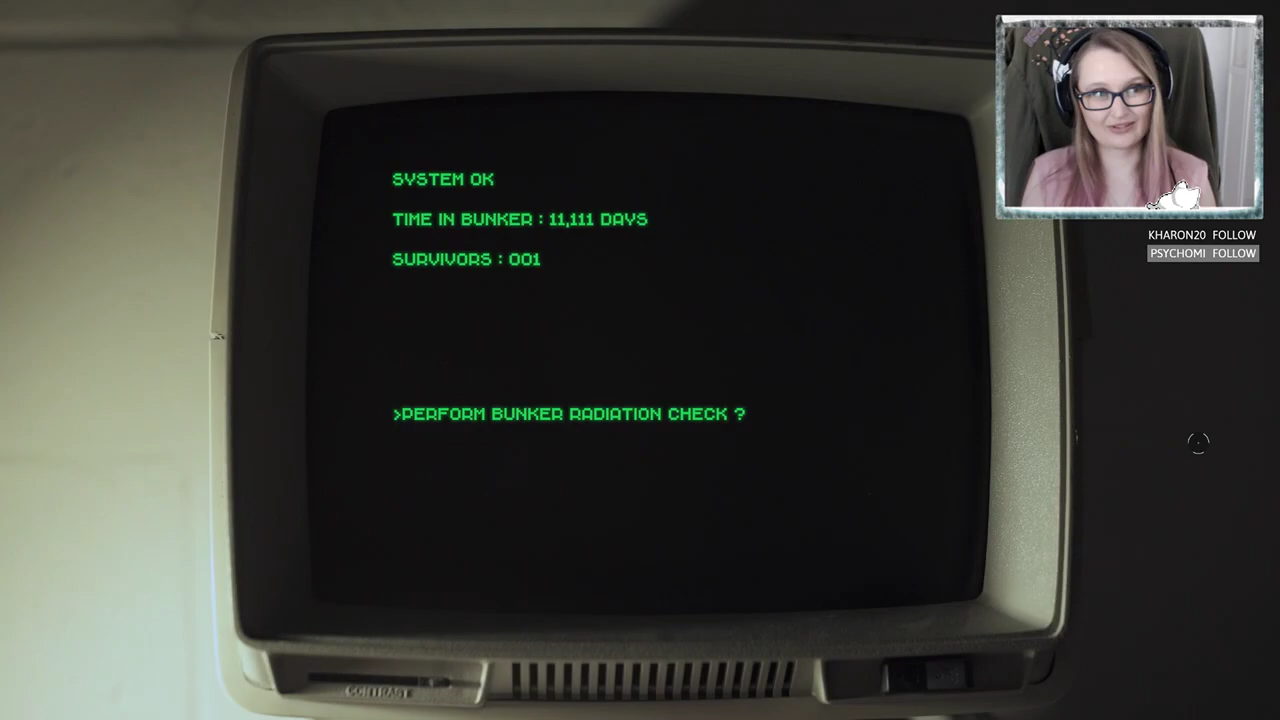 SYSTEM OK
TIME IN BUNKER : 11,111 DAYS
SURVIVORS : 001
>PERFORM BUNKER RADIATION CHECK ?
KHARON20 FOLLOW
PSYCHOMI FOLLOW
CONTRAST